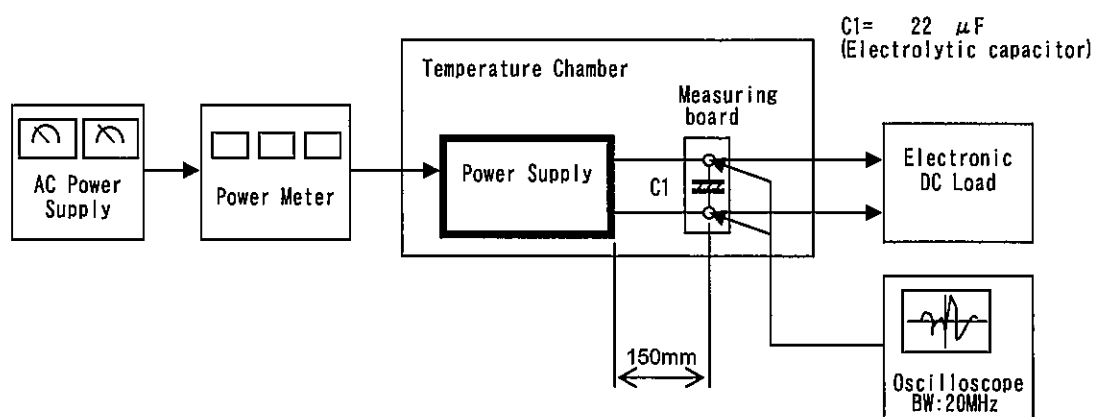 C1= 22 μF
(Electrolytic capacitor)
Temperature Chamber
Measuring
board
AC Power
Supply
Power Meter
Power Supply
C1
Electronic
DC Load
150mm
Oscilloscope
BW:20MHz